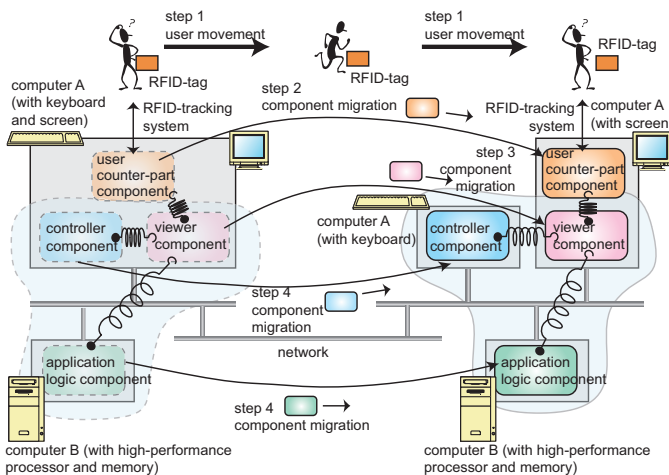 step 1
user movement
step 1
user movement
RFID-tag
RFID-tag
RFID-tag
computer A
(with keyboard
and screen)
RFID-tracking
system
step 2
component migration
RFID-tracking
system
computer A
(with screen
user
counter-part
component
step 3
component
migration
user
counter-part
component
controller
component
viewer
component
computer A
(with keyboard)
controller
component
viewer
component
step 4
component
migration
network
application
logic component
application
logic component
step 4
component migration
computer B (with high-performance
processor and memory)
computer B (with high-performance
processor and memory)